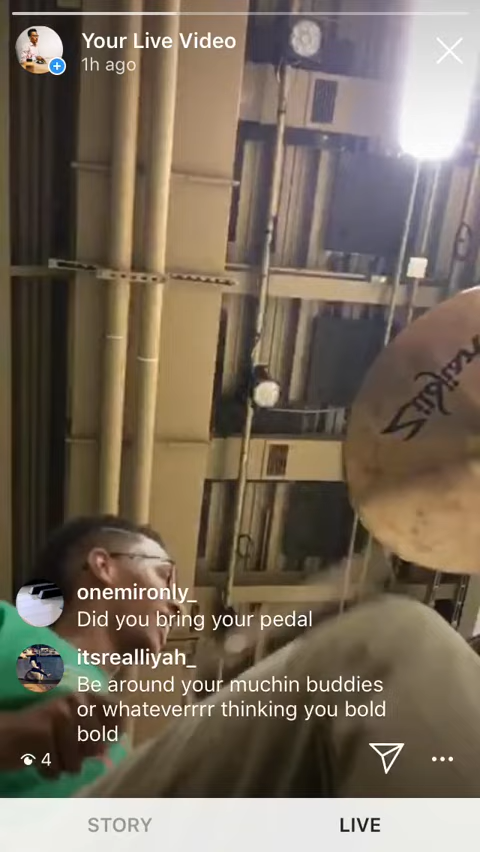 Your Live Video
1h ago
Zildjian
onemironly_
Did you bring your pedal
itsrealliyah_
Be around your muchin buddies
or whateverrrr thinking you bold
bold
4
STORY
LIVE